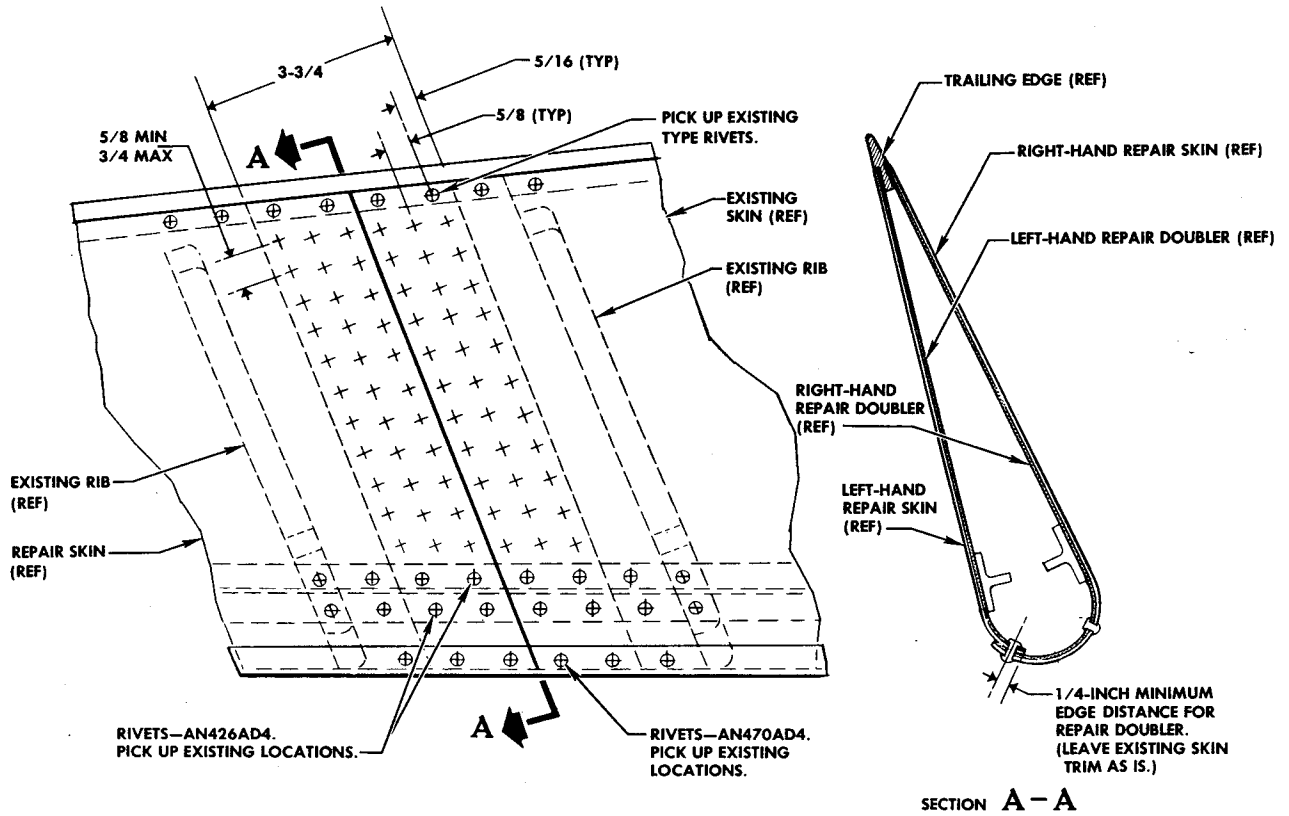 3-3/4
5/16 (TYP)
5/8 (TYP)
PICK UP EXISTING
TYPE RIVETS.
5/8 MIN
3/4 MAX
A
EXISTING
SKIN (REF)
EXISTING RIB
(REF)
EXISTING RIB
(REF)
REPAIR SKIN
(REF)
RIVETS—AN426AD4.
PICK UP EXISTING LOCATIONS.
A
RIVETS—AN470AD4.
PICK UP EXISTING
LOCATIONS.
TRAILING EDGE (REF)
RIGHT-HAND REPAIR SKIN (REF)
LEFT-HAND REPAIR DOUBLER (REF)
RIGHT-HAND
REPAIR DOUBLER
(REF)
LEFT-HAND
REPAIR SKIN
(REF)
1/4-INCH MINIMUM
EDGE DISTANCE FOR
REPAIR DOUBLER.
(LEAVE EXISTING SKIN
TRIM AS IS.)
SECTION A—A